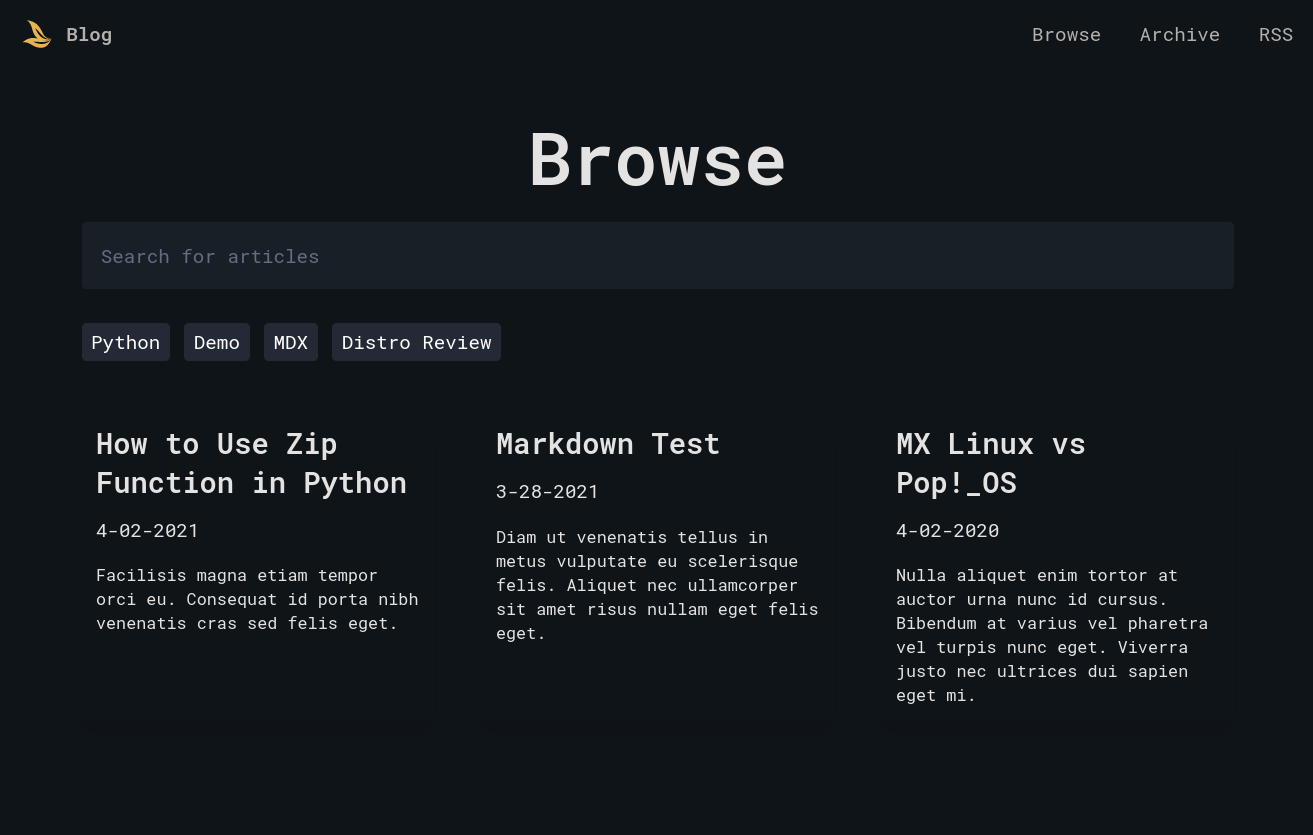 Blog
Browse
Archive
RSS
Browse
Search for articles
Python
Demo
MDX
Distro Review
How to Use Zip
Function in Python
4-02-2021
Facilisis magna etiam tempor
orci eu. Consequat id porta nibh
venenatis cras sed felis eget.
Markdown Test
3-28-2021
Diam ut venenatis tellus in
metus vulputate eu scelerisque
felis. Aliquet nec ullamcorper
sit amet risus nullam eget felis
eget.
MX Linux vs
Pop!_OS
4-02-2020
Nulla aliquet enim tortor at
auctor urna nunc id cursus.
Bibendum at varius vel pharetra
vel turpis nunc eget. Viverra
justo nec ultrices dui sapien
eget mi.